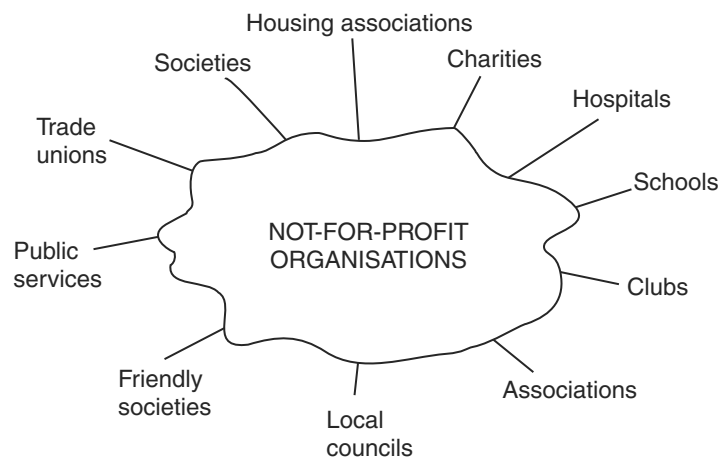 Housing associations
Societies
Charities
Hospitals
Trade
unions
Schools
NOT-FOR-PROFIT
ORGANISATIONS
Public
services
Clubs
Friendly
societies
Associations
Local
councils